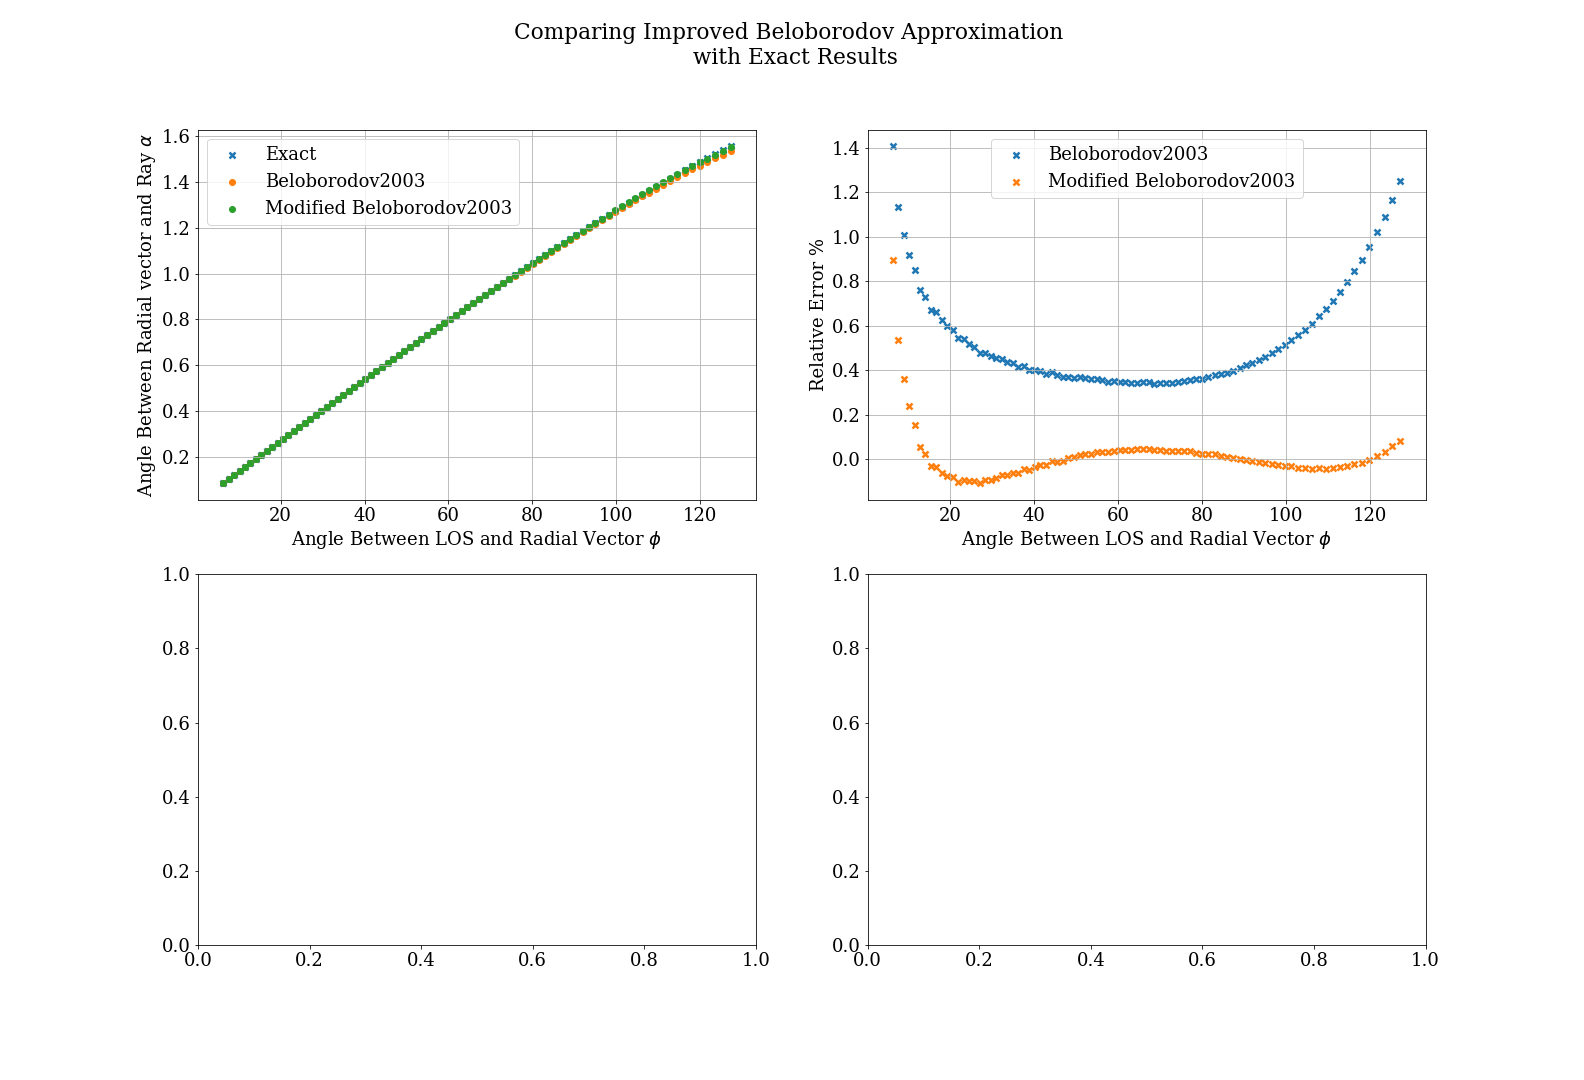 Comparing Improved Beloborodov Approximation
with Exact Results
Angle Between Radial vector and Ray α
1.6
1.4
1.2
1.0
0.8
0.6
0.4
0.2
Exact
Beloborodov2003
Modified Beloborodov2003
20 40 60 80 100 120
Angle Between LOS and Radial Vector ϕ
Relative Error %
1.4
1.2
1.0
0.8
0.6
0.4
0.2
0.0
Beloborodov2003
Modified Beloborodov2003
20 40 60 80 100 120
Angle Between LOS and Radial Vector ϕ
1.0
0.8
0.6
0.4
0.2
0.0
0.0 0.2 0.4 0.6 0.8 1.0
1.0
0.8
0.6
0.4
0.2
0.0
0.0 0.2 0.4 0.6 0.8 1.0